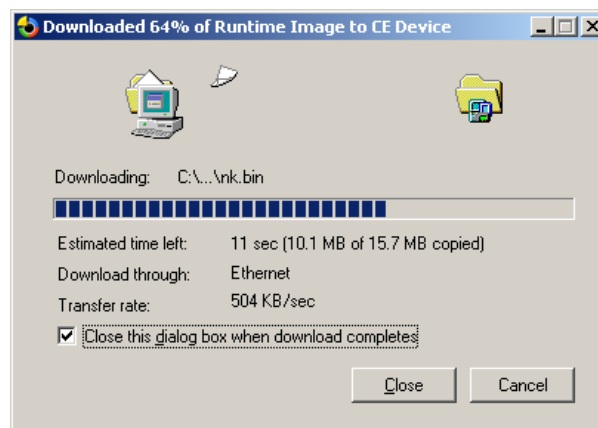 Downloaded 64% of Runtime Image to CE Device
Downloading: C:\...\nk.bin
Estimated time left: 11 sec (10.1 MB of 15.7 MB copied)
Download through: Ethernet
Transfer rate: 504 KB/sec
Close this dialog box when download completes
Close Cancel